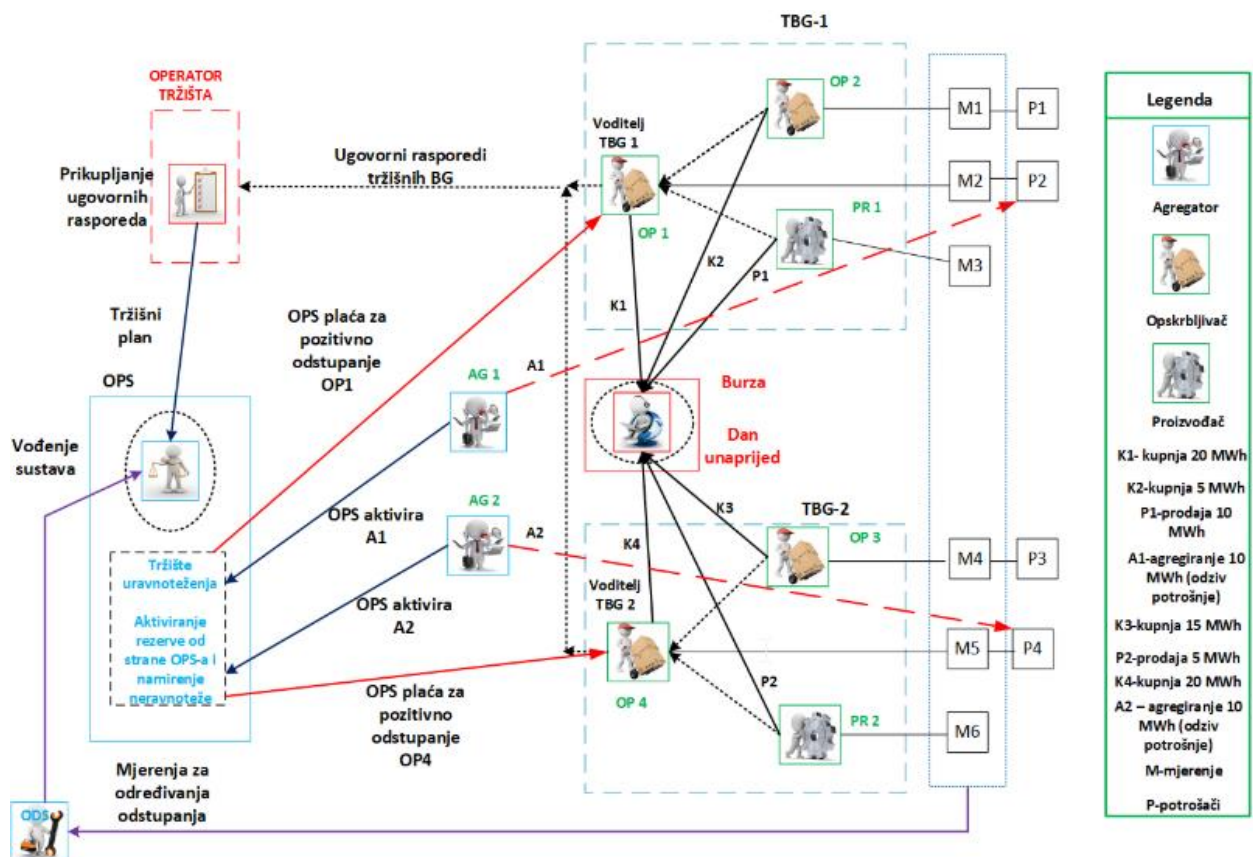 TBG-1
OPERATOR
TRŽIŠTA
Prikupljanje
ugovornih
rasporeda
Ugovorni rasporedi
tržišnih BG
Voditelj
TBG 1
OP 1
OP 2
PR 1
M1
P1
M2
P2
M3
K2
P1
K1
Tržišni
plan
OPS plaća za
pozitivno
odstupanje
OP1
OPS
Vođenje
sustava
AG 1
A1
Burza
Dan
unaprijed
OPS aktivira
A1
AG 2
A2
OPS aktivira
A2
Tržište
uravnoteženja
Aktiviranje
rezerve od
strane OPS-a I
namirenje
neravnoteže
K3
K4
TBG-2
OP 3
Voditelj
TBG 2
OP 4
P2
PR 2
M4
P3
M5
P4
M6
OPS plaća za
pozitivno
odstupanje
OP4
Mjerenja za
određivanja
odstupanja
ODS
Legenda
Agregator
Opskrbljivač
Proizvođač
K1- kupnja 20 MWh
K2-kupnja 5 MWh
P1-prodaja 10
MWh
A1-agregiranje 10
MWh (odziv
potrošnje)
K3-kupnja 15 MWh
P2-prodaja 5 MWh
K4-kupnja 20 MWh
A2 – agregiranje 10
MWh (odziv
potrošnje)
M-mjerenje
P-potrošači